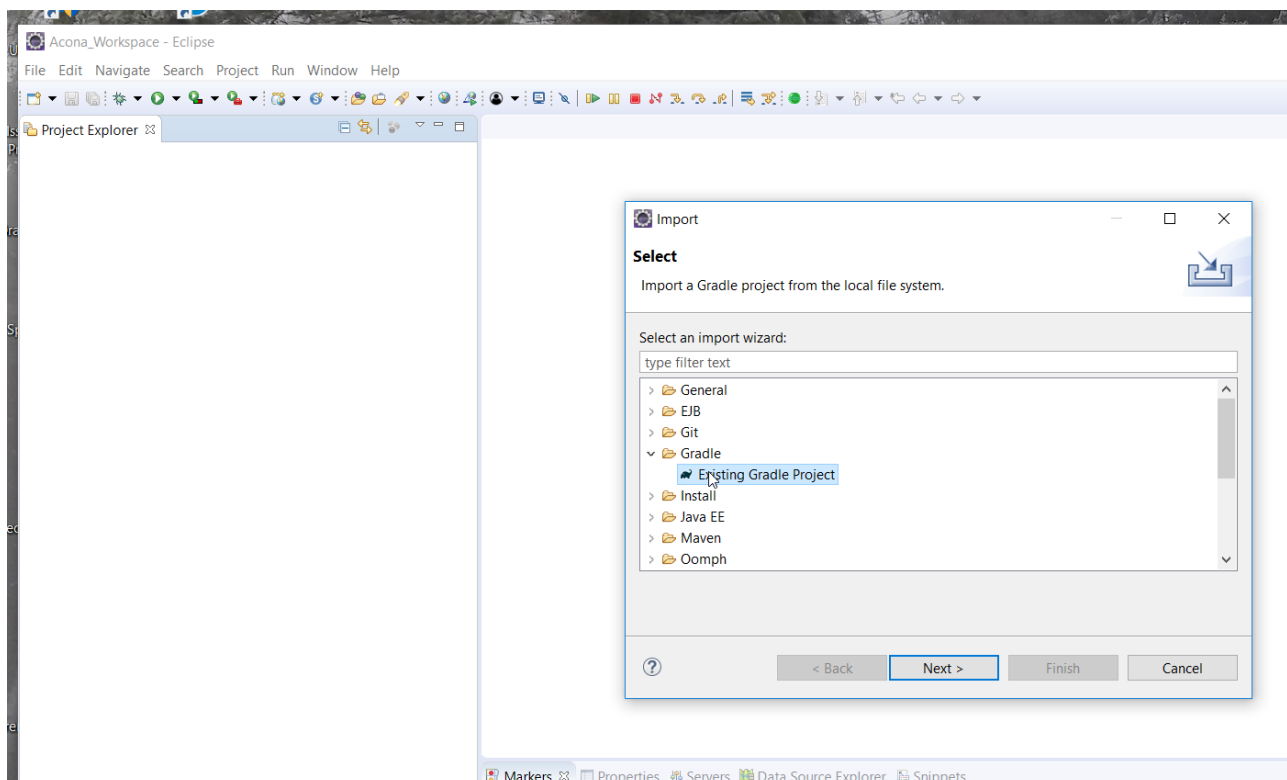 Acona_Workspace - Eclipse
File Edit Navigate Search Project Run Window Help
Project Explorer
Import
Select
Import a Gradle project from the local file system.
Select an import wizard:
type filter text
General
EJB
Git
Gradle
Existing Gradle Project
Install
Java EE
Maven
Oomph
< Back Next > Finish Cancel
Markers Properties Servers Data Source Explorer Snippets